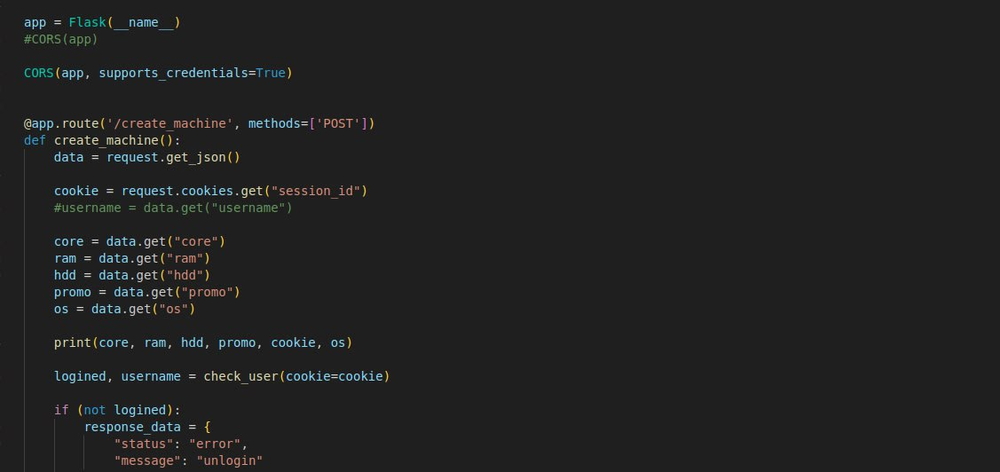 app = Flask(__name__)
#CORS(app)
CORS(app, supports_credentials=True)
@app.route('/create_machine', methods=['POST'])
def create_machine():
data = request.get_json()
cookie = request.cookies.get("session_id")
#username = data.get("username")
core = data.get("core")
ram = data.get("ram")
hdd = data.get("hdd")
promo = data.get("promo")
os = data.get("os")
print(core, ram, hdd, promo, cookie, os)
logined, username = check_user(cookie=cookie)
if (not logined):
response_data = {
"status": "error",
"message": "unlogin"